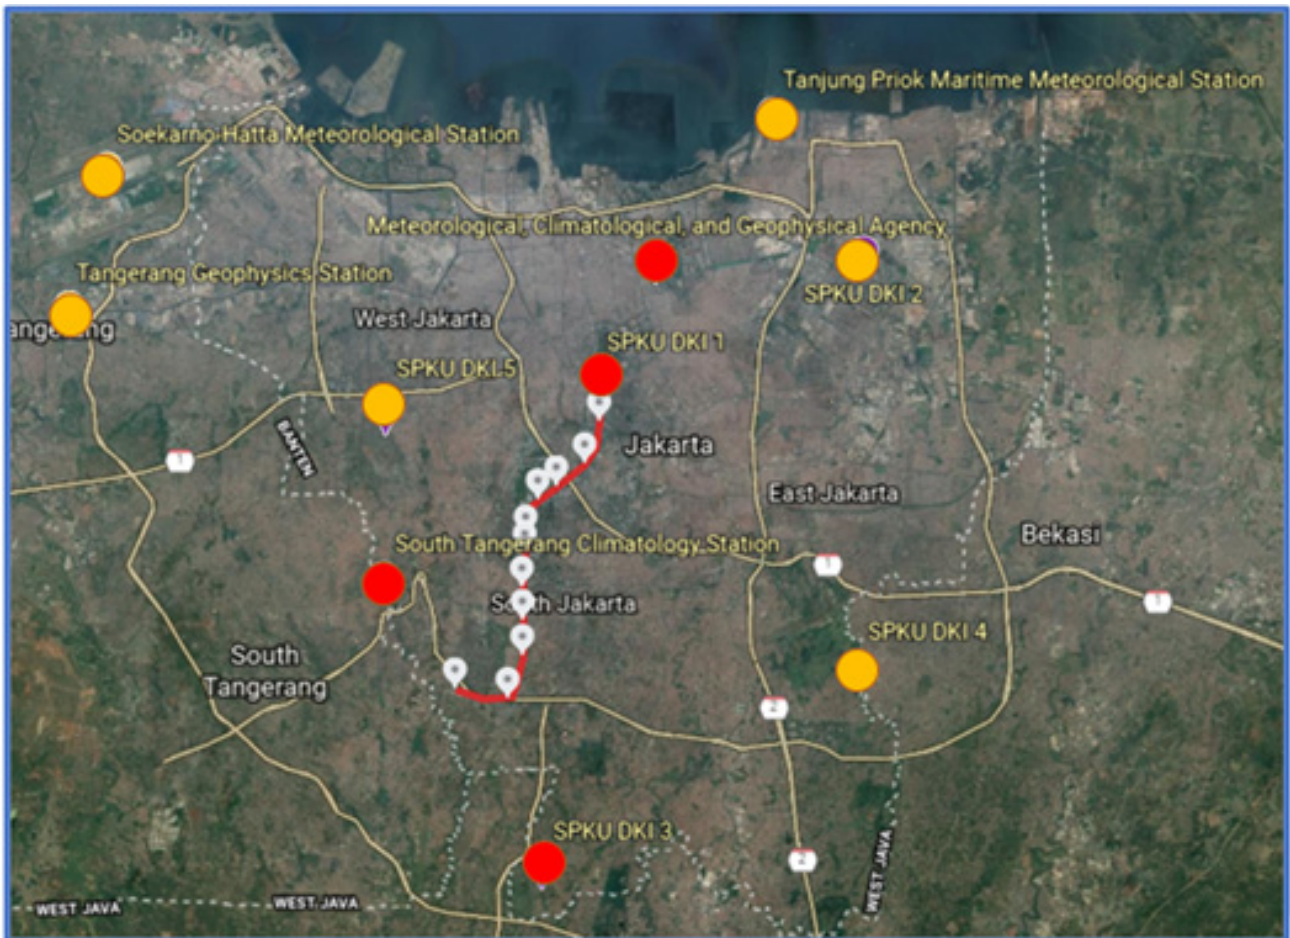 Tanjung Priok Maritime Meteorological Station
Soekarno-Hatta Meteorological Station
Meteorological, Climatological, and Geophysical Agency
Tangerang Geophysics Station
SPKU DKI 2
angerang
West Jakarta
SPKU DKI 1
SPKU DKI 5
BANTEN
Jakarta
1
East Jakarta
Bekasi
South Tangerang Climatology Station
1
1
South Jakarta
SPKU DKI 4
South
Tangerang
2
SPKU DKI 3
2
WEST JAVA
WEST JAVA
WEST JAVA